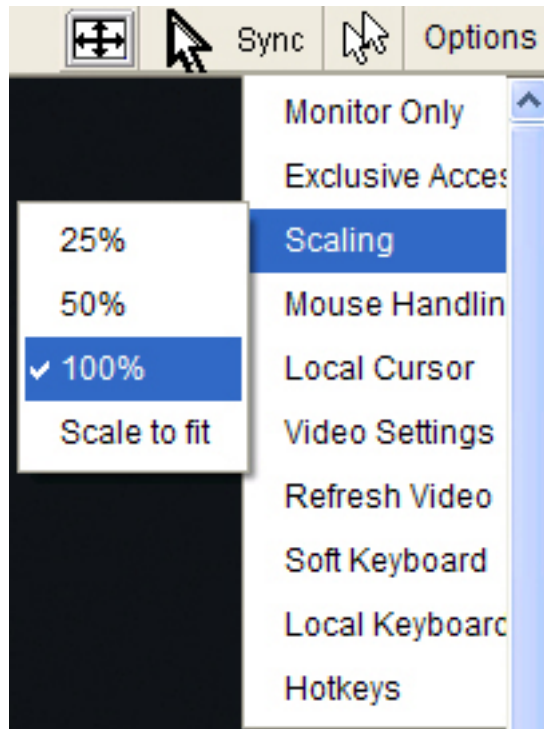 Sync Options
Monitor Only
Exclusive Acces
Scaling
Mouse Handlin
Local Cursor
Video Settings
Refresh Video
Soft Keyboard
Local Keyboard
Hotkeys
25%
50%
100%
Scale to fit